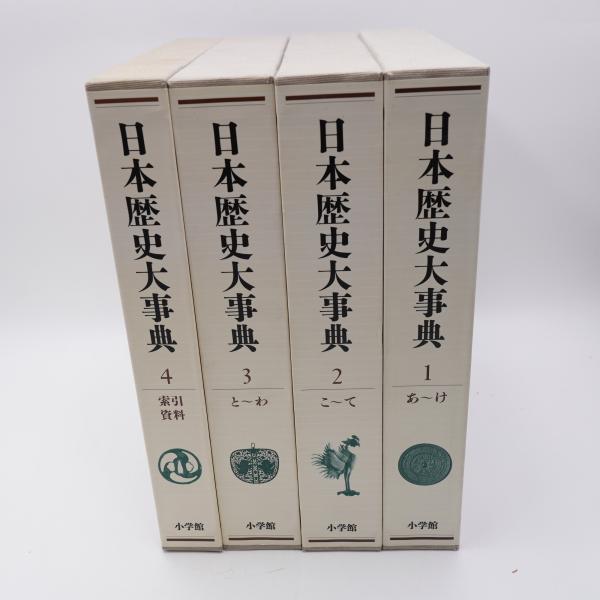 日本歴史大事典
1
あ〜け
小学館
日本歴史大事典
2
こ〜て
小学館
日本歴史大事典
3
と〜わ
小学館
日本歴史大事典
4
索引
資料
小学館